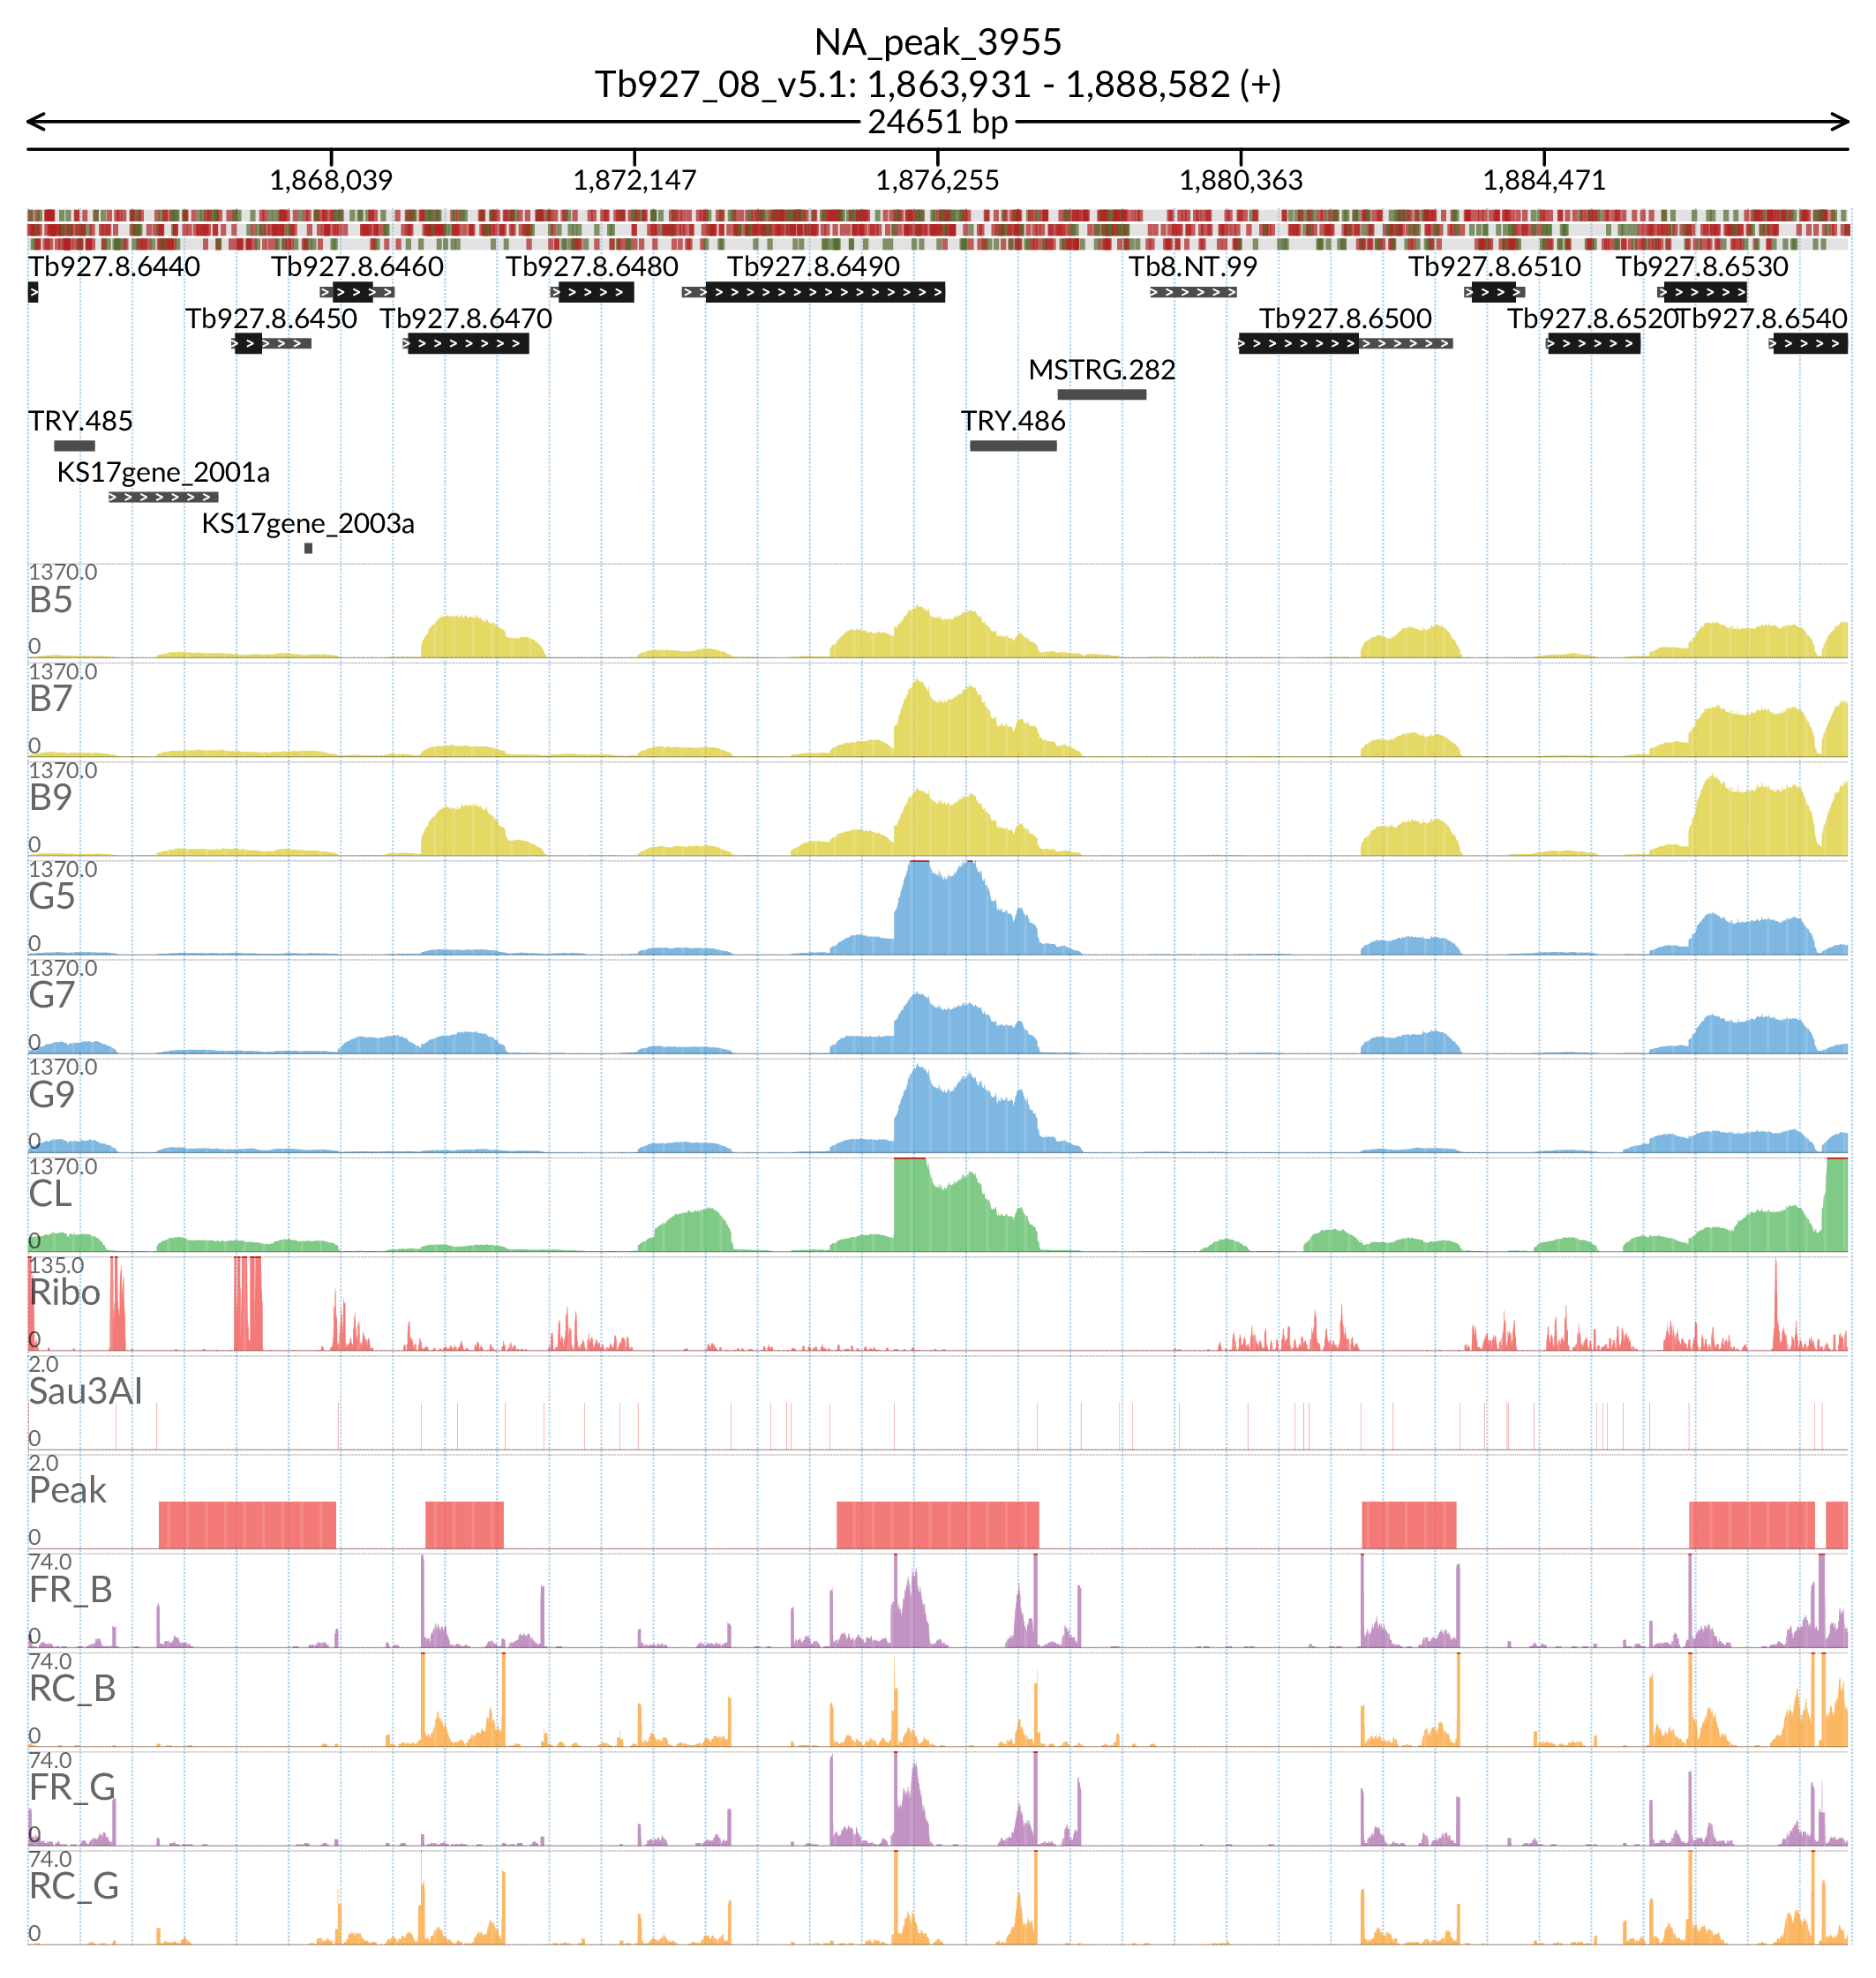 NA_peak_3955
Tb927_08_v5.1: 1,863,931 - 1,888,582 (+)
24651 bp
1,868,039 1,872,147 1,876,255 1,880,363 1,884,471
Tb927.8.6440 Tb927.8.6460 Tb927.8.6480 Tb927.8.6490 Tb8.NT.99 Tb927.8.6510 Tb927.8.6530
Tb927.8.6450 Tb927.8.6470 Tb927.8.6500 Tb927.8.6520 Tb927.8.6540
MSTRG.282
TRY.485 TRY.486
KS17gene_2001a
KS17gene_2003a
1370.0
B5
0
1370.0
B7
0
1370.0
B9
0
1370.0
G5
0
1370.0
G7
0
1370.0
G9
0
1370.0
CL
0
135.0
Ribo
0
2.0
Sau3AI
0
2.0
Peak
0
74.0
FR_B
0
74.0
RC_B
0
74.0
FR_G
0
74.0
RC_G
0